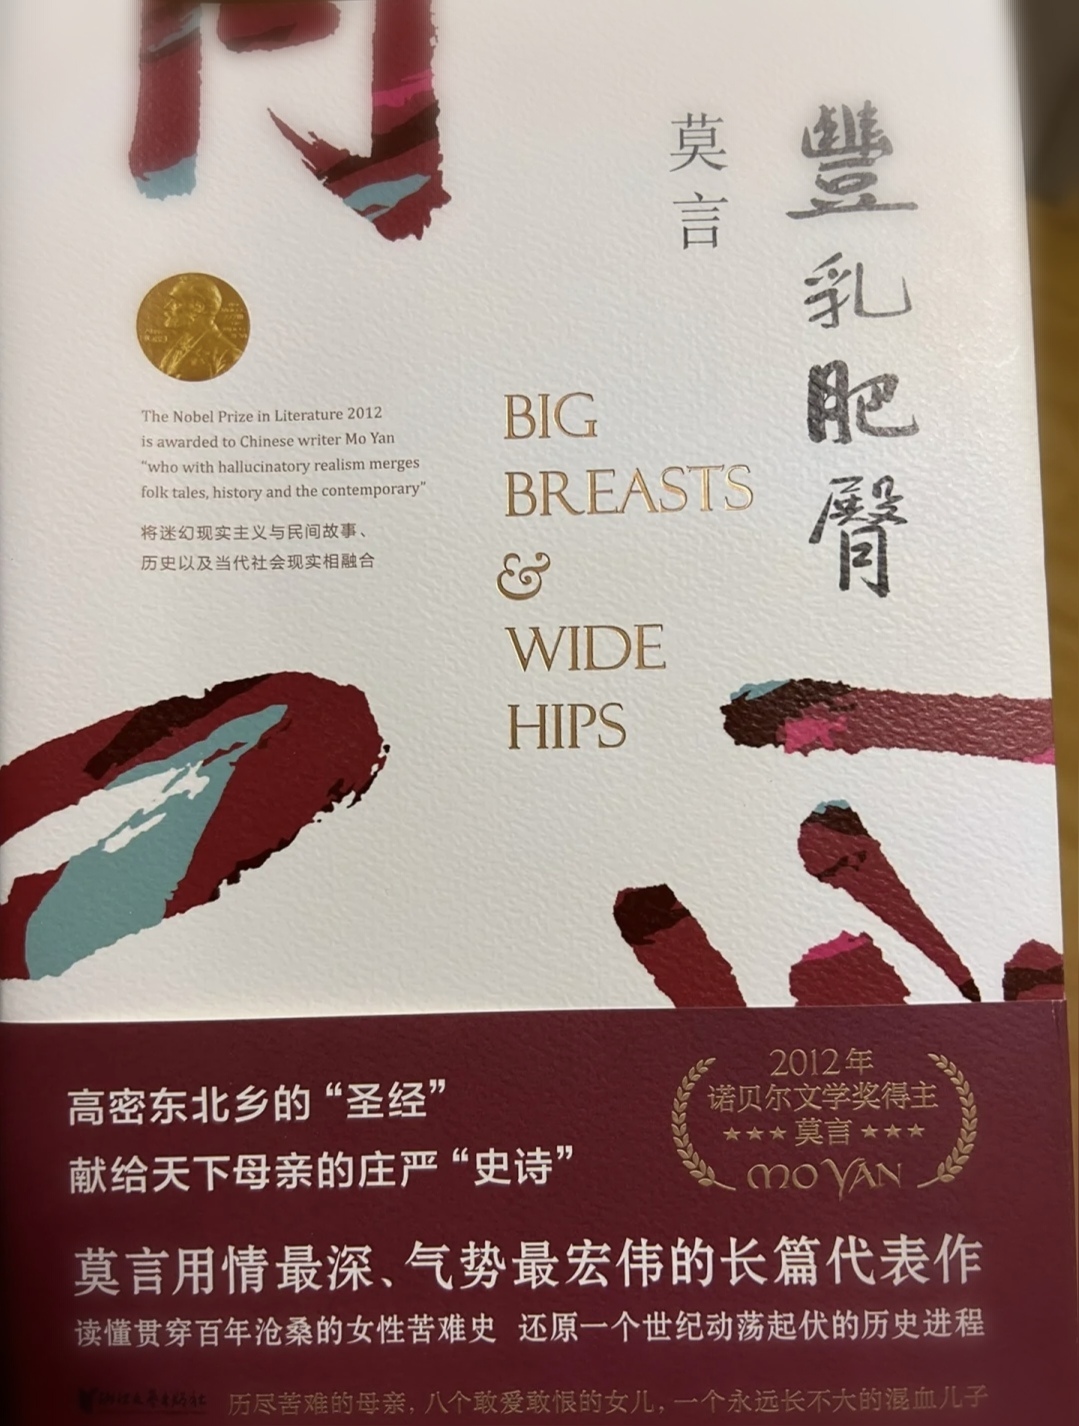 豐乳肥臀
莫言
The Nobel Prize in Literature 2012
is awarded to Chinese writer Mo Yan
“who with hallucinatory realism merges
folk tales, history and the contemporary”
将迷幻现实主义与民间故事、
历史以及当代社会现实相融合
BIG
BREASTS
&
WIDE
HIPS
高密东北乡的“圣经”
献给天下母亲的庄严“史诗”
2012年
诺贝尔文学奖得主
★★★莫言★★★
MO YAN
莫言用情最深、气势最宏伟的长篇代表作
读懂贯穿百年沧桑的女性苦难史 还原一个世纪动荡起伏的历史进程
浙江文艺出版社
历尽苦难的母亲，八个敢爱敢恨的女儿，一个永远长不大的混血儿子